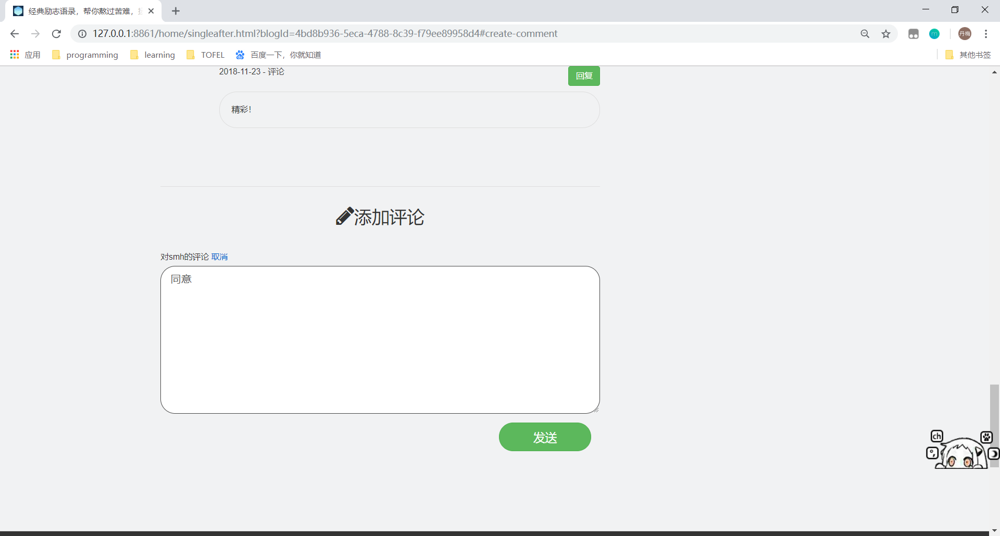 经典励志语录，帮你熬过苦难，
127.0.0.1:8861/home/singleafter.html?blogId=4bd8b936-5eca-4788-8c39-f79ee89958d4#create-comment
丹梅
应用 programming learning TOFEL 百度一下，你就知道 其他书签
2018-11-23 - 评论
回复
精彩！
添加评论
对smh的评论 取消
同意
发送
ch